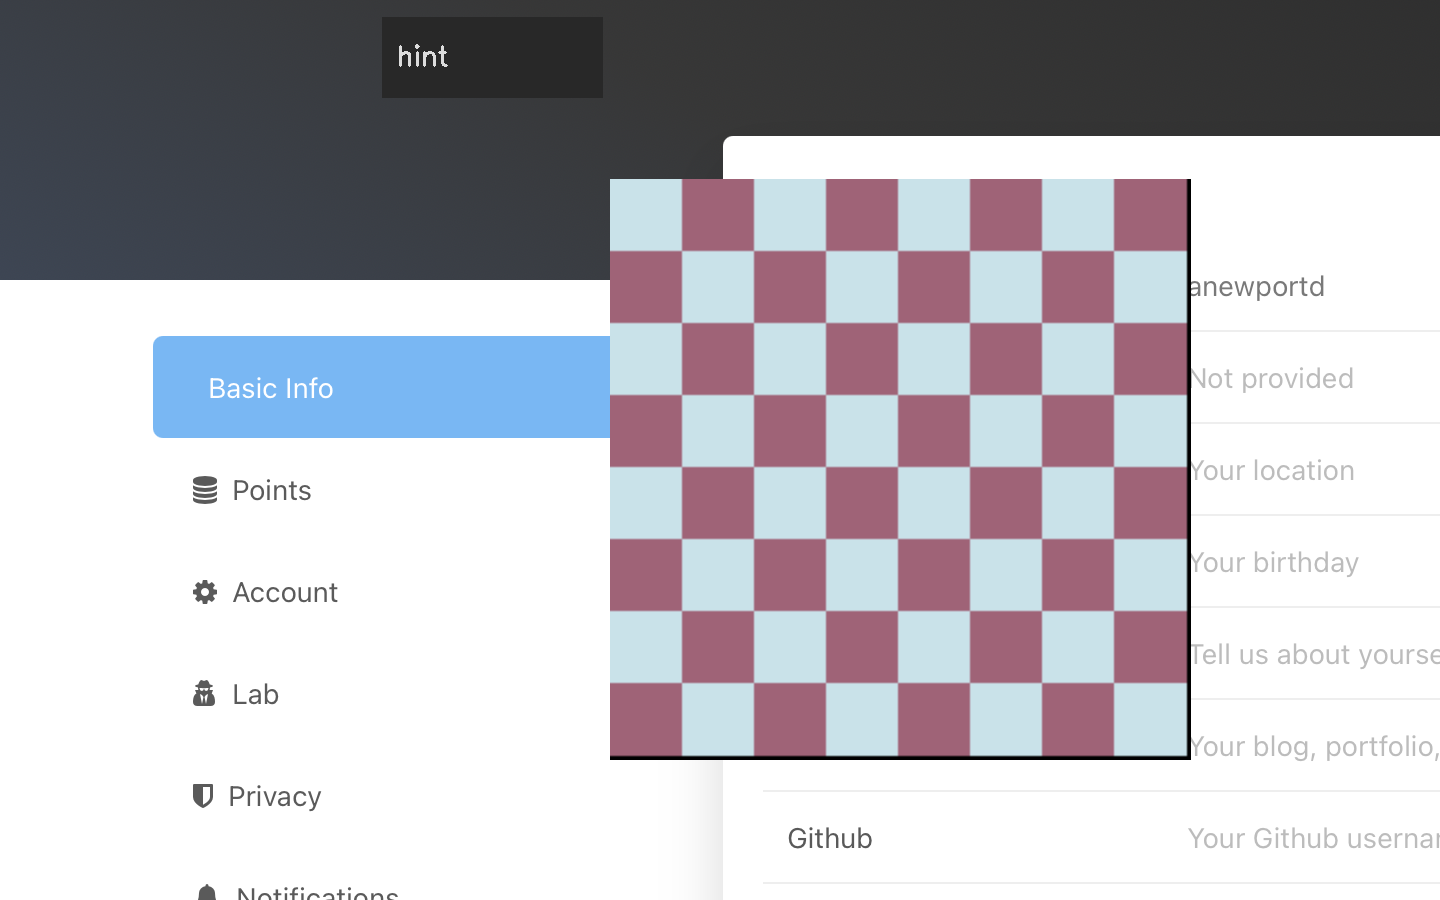 hint
anewportd
Basic Info
Not provided
Your location
Points
Your birthday
Account
Tell us about yourse
Lab
Your blog, portfolio,
Privacy
Github
Your Github usernar
Notifications